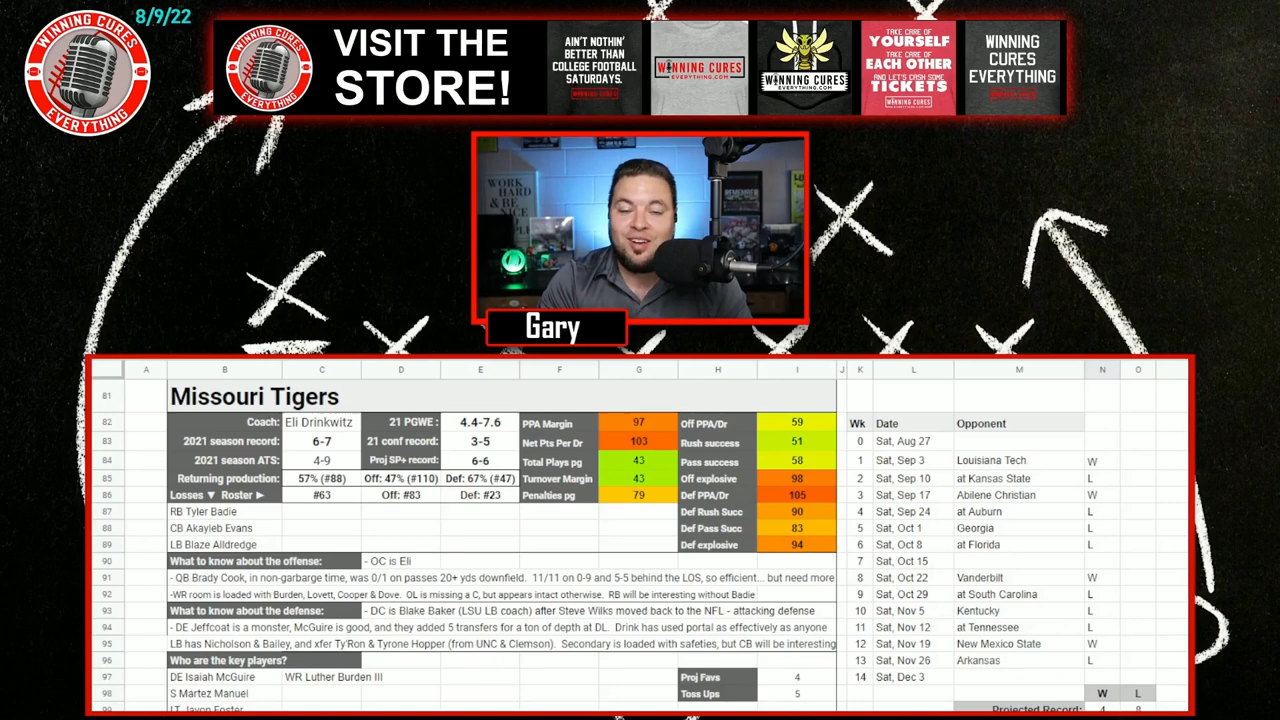 8/9/22
WINNING CURES
EVERYTHING
WINNING CURES
EVERYTHING
VISIT THE
STORE!
AIN'T NOTHIN'
BETTER THAN
COLLEGE FOOTBALL
SATURDAYS.
WINNING CURES
WINNING CURES
EVERYTHING.COM
WINNING CURES
EVERYTHING.COM
TAKE CARE OF
YOURSELF
TAKE CARE OF
EACH OTHER
AND LET'S CASH SOME
TICKETS
WINNING CURES
WINNING
CURES
EVERYTHING
WORK
HARD
& BE
NICE
Gary
A B C D E F G H I J K L M N O
81 Missouri Tigers
82 Coach: Eli Drinkwitz 21 PGWE : 4.4-7.6 PPA Margin 97 Off PPA/Dr 59 Wk Date Opponent
83 2021 season record: 6-7 21 conf record: 3-5 Net Pts Per Dr 103 Rush success 51 0 Sat, Aug 27
84 2021 season ATS: 4-9 Proj SP+ record: 6-6 Total Plays pg 43 Pass success 58 1 Sat, Sep 3 Louisiana Tech W
85 Returning production: 57% (#88) Off: 47% (#110) Def: 67% (#47) Turnover Margin 43 Off explosive 98 2 Sat, Sep 10 at Kansas State L
86 Losses ▼ Roster ► #63 Off: #83 Def: #23 Penalties pg 79 Def PPA/Dr 105 3 Sat, Sep 17 Abilene Christian W
87 RB Tyler Badie Def Rush Succ 90 4 Sat, Sep 24 at Auburn L
88 CB Akayleb Evans Def Pass Succ 83 5 Sat, Oct 1 Georgia L
89 LB Blaze Alldredge Def explosive 94 6 Sat, Oct 8 at Florida L
90 What to know about the offense: - OC is Eli 7 Sat, Oct 15
91 - QB Brady Cook, in non-garbarge time, was 0/1 on passes 20+ yds downfield. 11/11 on 0-9 and 5-5 behind the LOS, so efficient... but need more 8 Sat, Oct 22 Vanderbilt W
92 -WR room is loaded with Burden, Lovett, Cooper & Dove. OL is missing a C, but appears intact otherwise. RB will be interesting without Badie 9 Sat, Oct 29 at South Carolina L
93 What to know about the defense: - DC is Blake Baker (LSU LB coach) after Steve Wilks moved back to the NFL - attacking defense 10 Sat, Nov 5 Kentucky L
94 - DE Jeffcoat is a monster, McGuire is good, and they added 5 transfers for a ton of depth at DL. Drink has used portal as effectively as anyone 11 Sat, Nov 12 at Tennessee L
95 LB has Nicholson & Bailey, and xfer Ty'Ron & Tyrone Hopper (from UNC & Clemson). Secondary is loaded with safeties, but CB will be interesting 12 Sat, Nov 19 New Mexico State W
96 Who are the key players? 13 Sat, Nov 26 Arkansas L
97 DE Isaiah McGuire WR Luther Burden III Proj Favs 4 14 Sat, Dec 3
98 S Martez Manuel Toss Ups 5 W L
99 LT Javon Foster Projected Record: 4 8